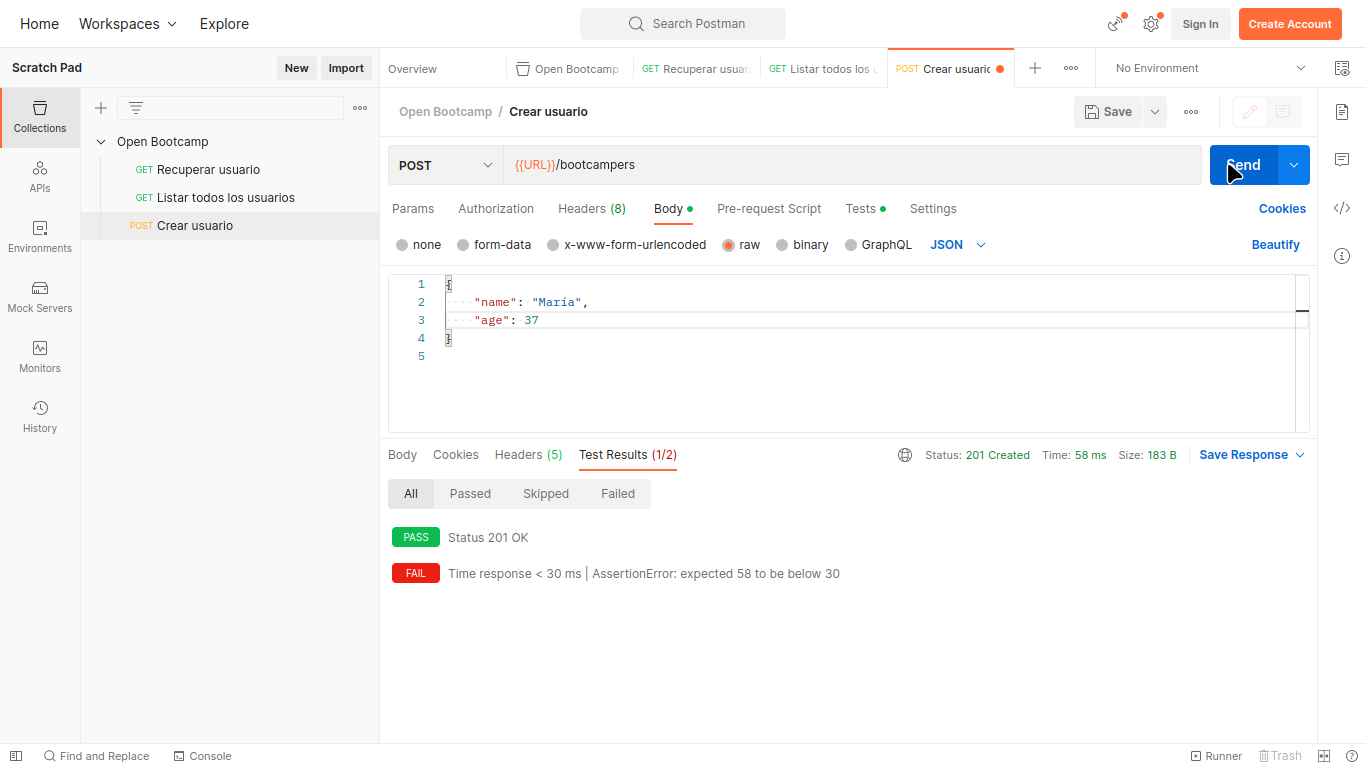 Home Workspaces Explore Search Postman Sign In Create Account
Scratch Pad New Import
Overview Open Bootcamp GET Recuperar usuar GET Listar todos los u POST Crear usuario No Environment
Open Bootcamp / Crear usuario Save
Collections
APIs
Environments
Mock Servers
Monitors
History
Open Bootcamp
GET Recuperar usuario
GET Listar todos los usuarios
POST Crear usuario
POST {{URL}}/bootcampers Send
Params Authorization Headers (8) Body Pre-request Script Tests Settings Cookies
none form-data x-www-form-urlencoded raw binary GraphQL JSON Beautify
1 {
2 "name": "María",
3 "age": 37
4 }
5
Body Cookies Headers (5) Test Results (1/2) Status: 201 Created Time: 58 ms Size: 183 B Save Response
All Passed Skipped Failed
PASS Status 201 OK
FAIL Time response < 30 ms | AssertionError: expected 58 to be below 30
Find and Replace Console Runner Trash